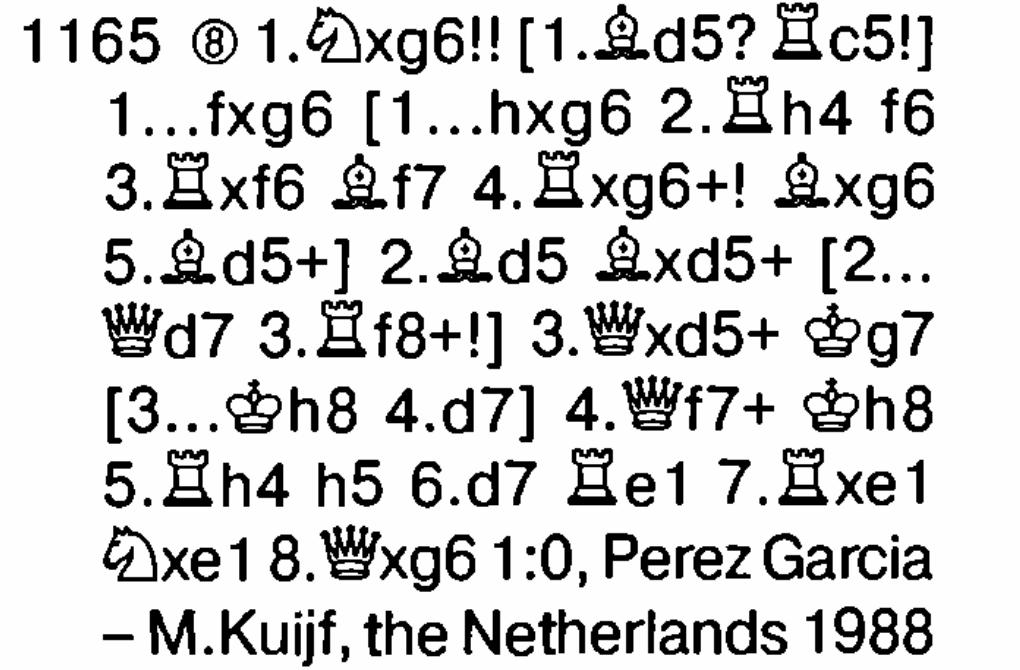 1165 ⑧ 1.♘xg6!! [1.♗d5? ♖c5!]
1...fxg6 [1...hxg6 2.♖h4 f6
3.♖xf6 ♗f7 4.♖xg6+! ♗xg6
5.♗d5+] 2.♗d5 ♗xd5+ [2...
♕d7 3.♖f8+!] 3.♕xd5+ ♔g7
[3...♔h8 4.d7] 4.♕f7+ ♔h8
5.♖h4 h5 6.d7 ♖e1 7.♖xe1
♘xe1 8.♕xg6 1:0, Perez Garcia
– M.Kuijf, the Netherlands 1988